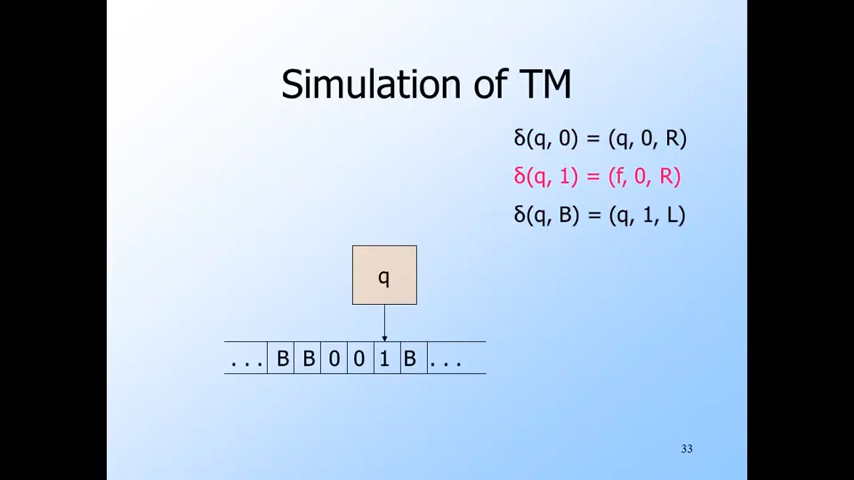 Simulation of TM
δ(q, 0) = (q, 0, R)
δ(q, 1) = (f, 0, R)
δ(q, B) = (q, 1, L)
q
. . . B B 0 0 1 B . . .
33